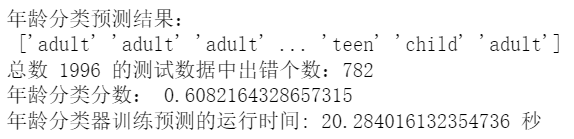 年龄分类预测结果：
['adult' 'adult' 'adult' ... 'teen' 'child' 'adult']
总数 1996 的测试数据中出错个数：782
年龄分类分数： 0.6082164328657315
年龄分类器训练预测的运行时间: 20.284016132354736 秒